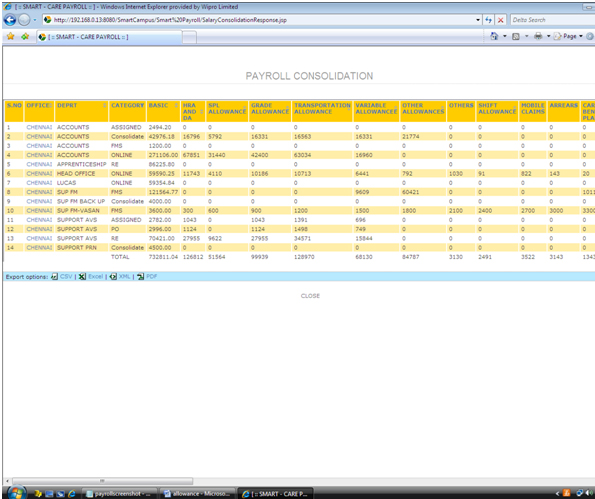 [ :: SMART - CARE PAYROLL :: ] - Windows Internet Explorer provided by Wipro Limited
http://192.168.0.13:8080/SmartCampus/Smart%20Payroll/SalaryConsolidationResponse.jsp Delta Search
[ :: SMART - CARE PAYROLL :: ] Page
PAYROLL CONSOLIDATION
S.NO OFFICE DEPRT CATEGORY BASIC HRA AND DA SPL ALLOWANCE GRADE ALLOWANCE TRANSPORTATION ALLOWANCE VARIABLE ALLOWANCE OTHER ALLOWANCES OTHERS SHIFT ALLOWANCE MOBILE CLAIMS ARREARS CAR BEN PLA
1 CHENNAI ACCOUNTS ASSIGNED 2494.20 0 0 0 0 0 0 0 0 0 0 0
2 CHENNAI ACCOUNTS Consolidate 42976.18 16796 5792 16331 16563 16331 21774 0 0 0 0 0
3 CHENNAI ACCOUNTS FMS 1200.00 0 0 0 0 0 0 0 0 0 0 0
4 CHENNAI ACCOUNTS ONLINE 271106.00 67851 31440 42400 63034 16960 0 0 0 0 0 0
5 CHENNAI APPRENTICESHIP RE 86225.80 0 0 0 0 0 0 0 0 0 0 0
6 CHENNAI HEAD OFFICE ONLINE 59590.25 11743 4110 10186 10713 6441 792 1030 91 822 143 20
7 CHENNAI LUCAS ONLINE 59354.84 0 0 0 0 0 0 0 0 0 0 0
8 CHENNAI SUP FM FMS 121564.77 0 0 0 0 9609 60421 0 0 0 0 1011
9 CHENNAI SUP FM BACK UP Consolidate 4000.00 0 0 0 0 0 0 0 0 0 0 0
10 CHENNAI SUP FM-VASAN FMS 3600.00 300 600 900 1200 1500 1800 2100 2400 2700 3000 3300
11 CHENNAI SUPPORT AVS ASSIGNED 2782.00 1043 0 1043 1391 696 0 0 0 0 0 0
12 CHENNAI SUPPORT AVS FO 2996.00 1124 0 1124 1498 749 0 0 0 0 0 0
13 CHENNAI SUPPORT AVS RE 70421.00 27955 9622 27955 34571 15844 0 0 0 0 0 0
14 CHENNAI SUPPORT FRN Consolidate 4500.00 0 0 0 0 0 0 0 0 0 0 0
TOTAL 732811.04 126812 51564 99939 128970 68130 84787 3130 2491 3522 3143 1343
Export options: CSV | Excel | XML | PDF
CLOSE
payrollscreenshot - ... allowance - Microso... [ :: SMART - CARE P...